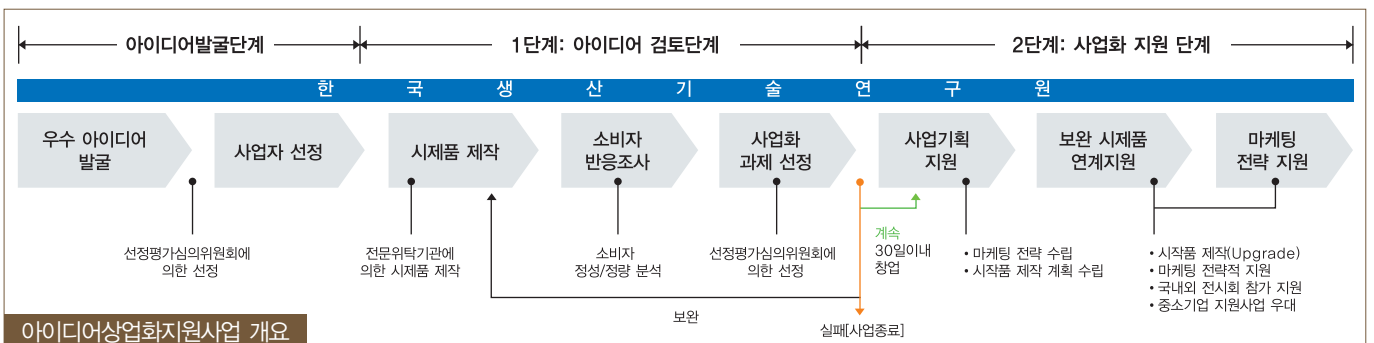 아이디어발굴단계
1단계: 아이디어 검토단계
2단계: 사업화 지원 단계
한 국 생 산 기 술 연 구 원
우수 아이디어
발굴
사업자 선정
시제품 제작
소비자
반응조사
사업화
과제 선정
사업기획
지원
보완 시제품
연계지원
마케팅
전략 지원
선정평가심의위원회에
의한 선정
전문위탁기관에
의한 시제품 제작
소비자
정성/정량 분석
선정평가심의위원회에
의한 선정
계속
30일이내
창업
• 마케팅 전략 수립
• 시작품 제작 계획 수립
• 시작품 제작(Upgrade)
• 마케팅 전략적 지원
• 국내외 전시회 참가 지원
• 중소기업 지원사업 우대
보완
실패[사업종료]
아이디어상업화지원사업 개요